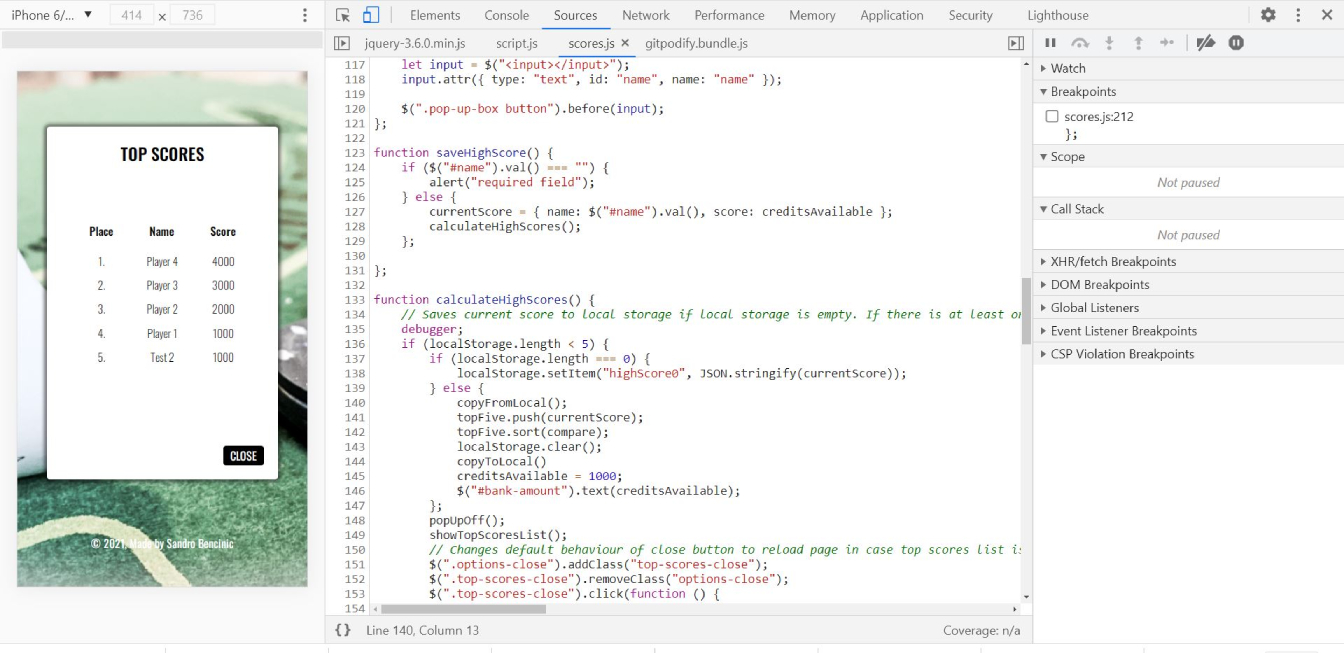 iPhone 6/... ▼ 414 x 736
Elements Console Sources Network Performance Memory Application Security Lighthouse
jquery-3.6.0.min.js script.js scores.js × gitpodify.bundle.js
TOP SCORES
Place Name Score
1. Player 4 4000
2. Player 3 3000
3. Player 2 2000
4. Player 1 1000
5. Test 2 1000
CLOSE
© 2021, Made by Sandro Bencinic
117 let input = $("<input></input>");
118 input.attr({ type: "text", id: "name", name: "name" });
119
120 $(".pop-up-box button").before(input);
121 };
122
123 function saveHighScore() {
124 if ($("#name").val() === "") {
125 alert("required field");
126 } else {
127 currentScore = { name: $("#name").val(), score: creditsAvailable };
128 calculateHighScores();
129 };
130
131 };
132
133 function calculateHighScores() {
134 // Saves current score to local storage if local storage is empty. If there is at least
135 debugger;
136 if (localStorage.length < 5) {
137 if (localStorage.length === 0) {
138 localStorage.setItem("highScore0", JSON.stringify(currentScore));
139 } else {
140 copyFromLocal();
141 topFive.push(currentScore);
142 topFive.sort(compare);
143 localStorage.clear();
144 copyToLocal()
145 creditsAvailable = 1000;
146 $("#bank-amount").text(creditsAvailable);
147 };
148 popUpOff();
149 showTopScoresList();
150 // Changes default behaviour of close button to reload page in case top scores list
151 $(".options-close").addClass("top-scores-close");
152 $(".top-scores-close").removeClass("options-close");
153 $(".top-scores-close").click(function () {
154
{} Line 140, Column 13 Coverage: n/a
Watch
Breakpoints
scores.js:212
};
Scope
Not paused
Call Stack
Not paused
XHR/fetch Breakpoints
DOM Breakpoints
Global Listeners
Event Listener Breakpoints
CSP Violation Breakpoints